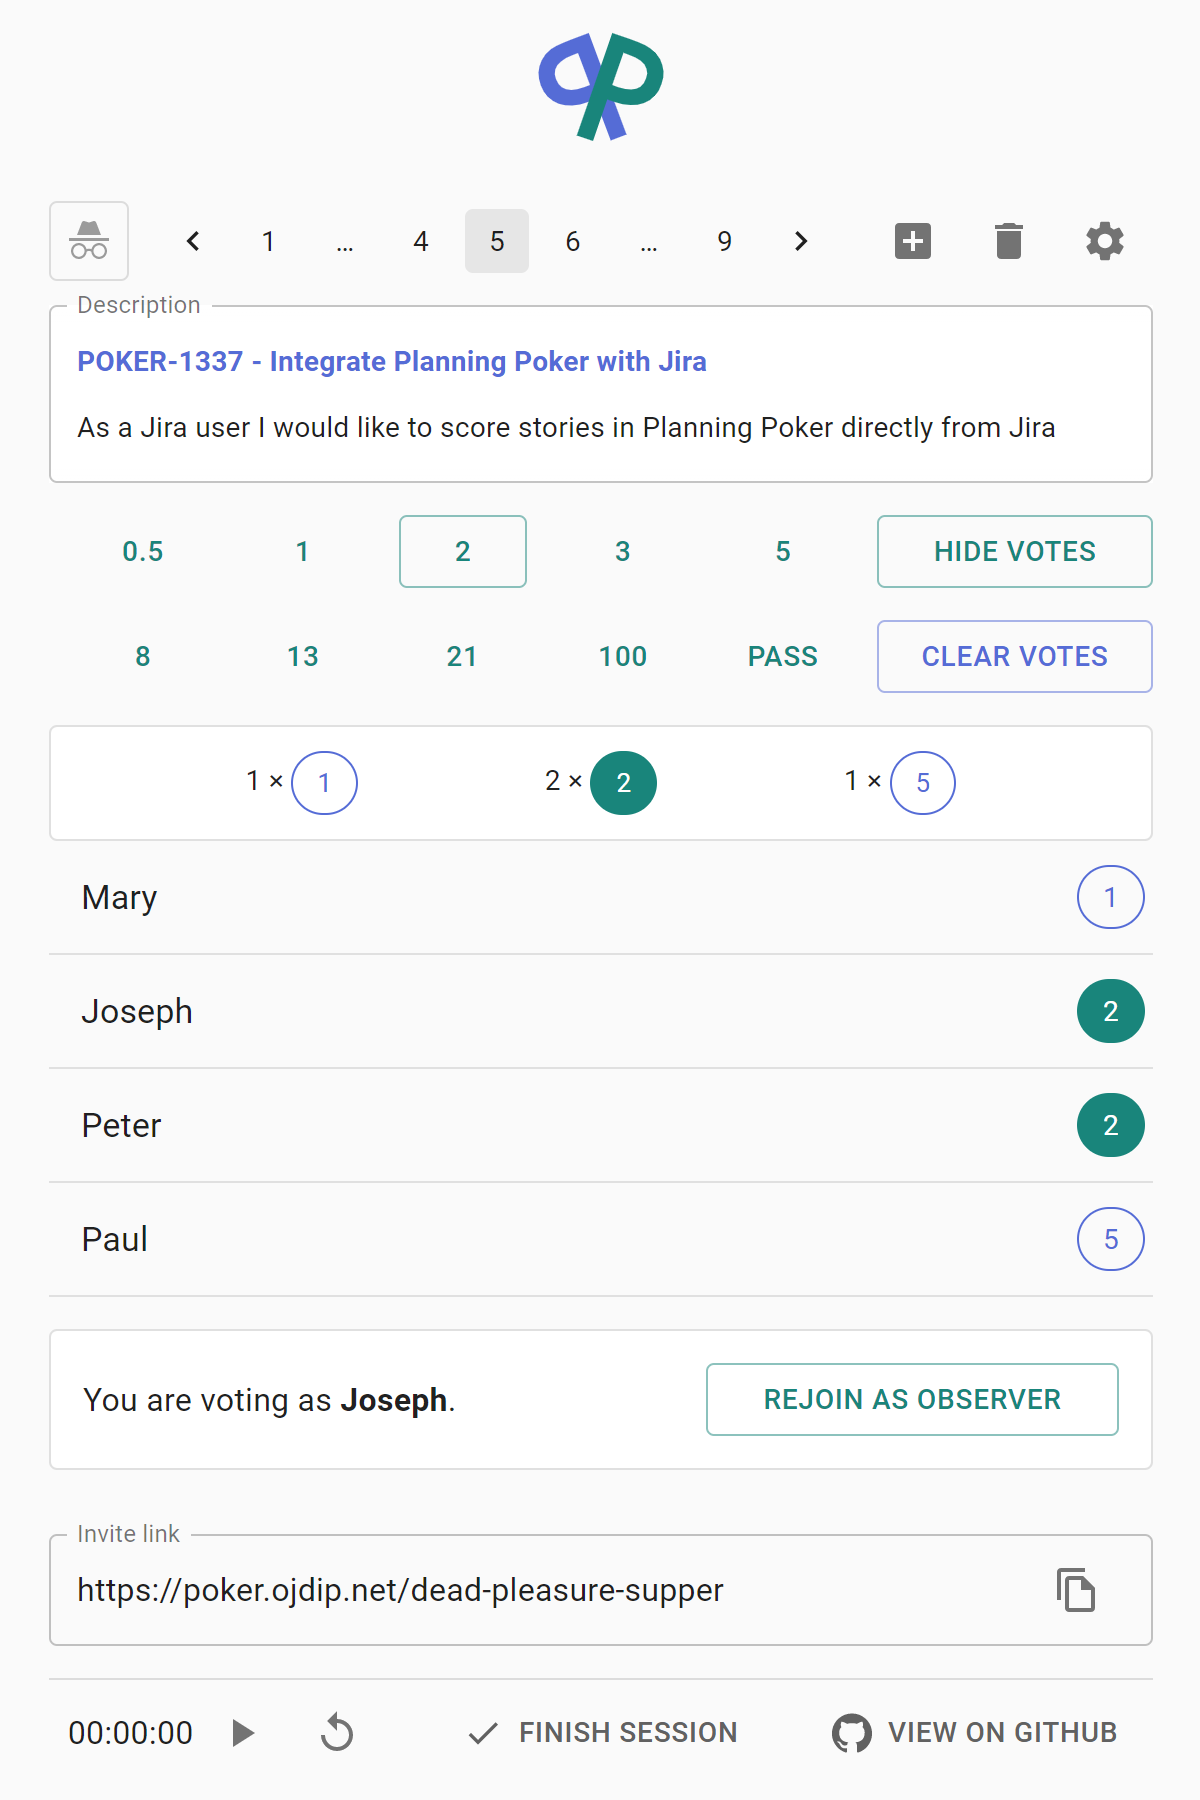 1 … 4 5 6 … 9
Description
POKER-1337 - Integrate Planning Poker with Jira
As a Jira user I would like to score stories in Planning Poker directly from Jira
0.5 1 2 3 5 HIDE VOTES
8 13 21 100 PASS CLEAR VOTES
1 × 1 2 × 2 1 × 5
Mary 1
Joseph 2
Peter 2
Paul 5
You are voting as Joseph. REJOIN AS OBSERVER
Invite link
https://poker.ojdip.net/dead-pleasure-supper
00:00:00 FINISH SESSION VIEW ON GITHUB